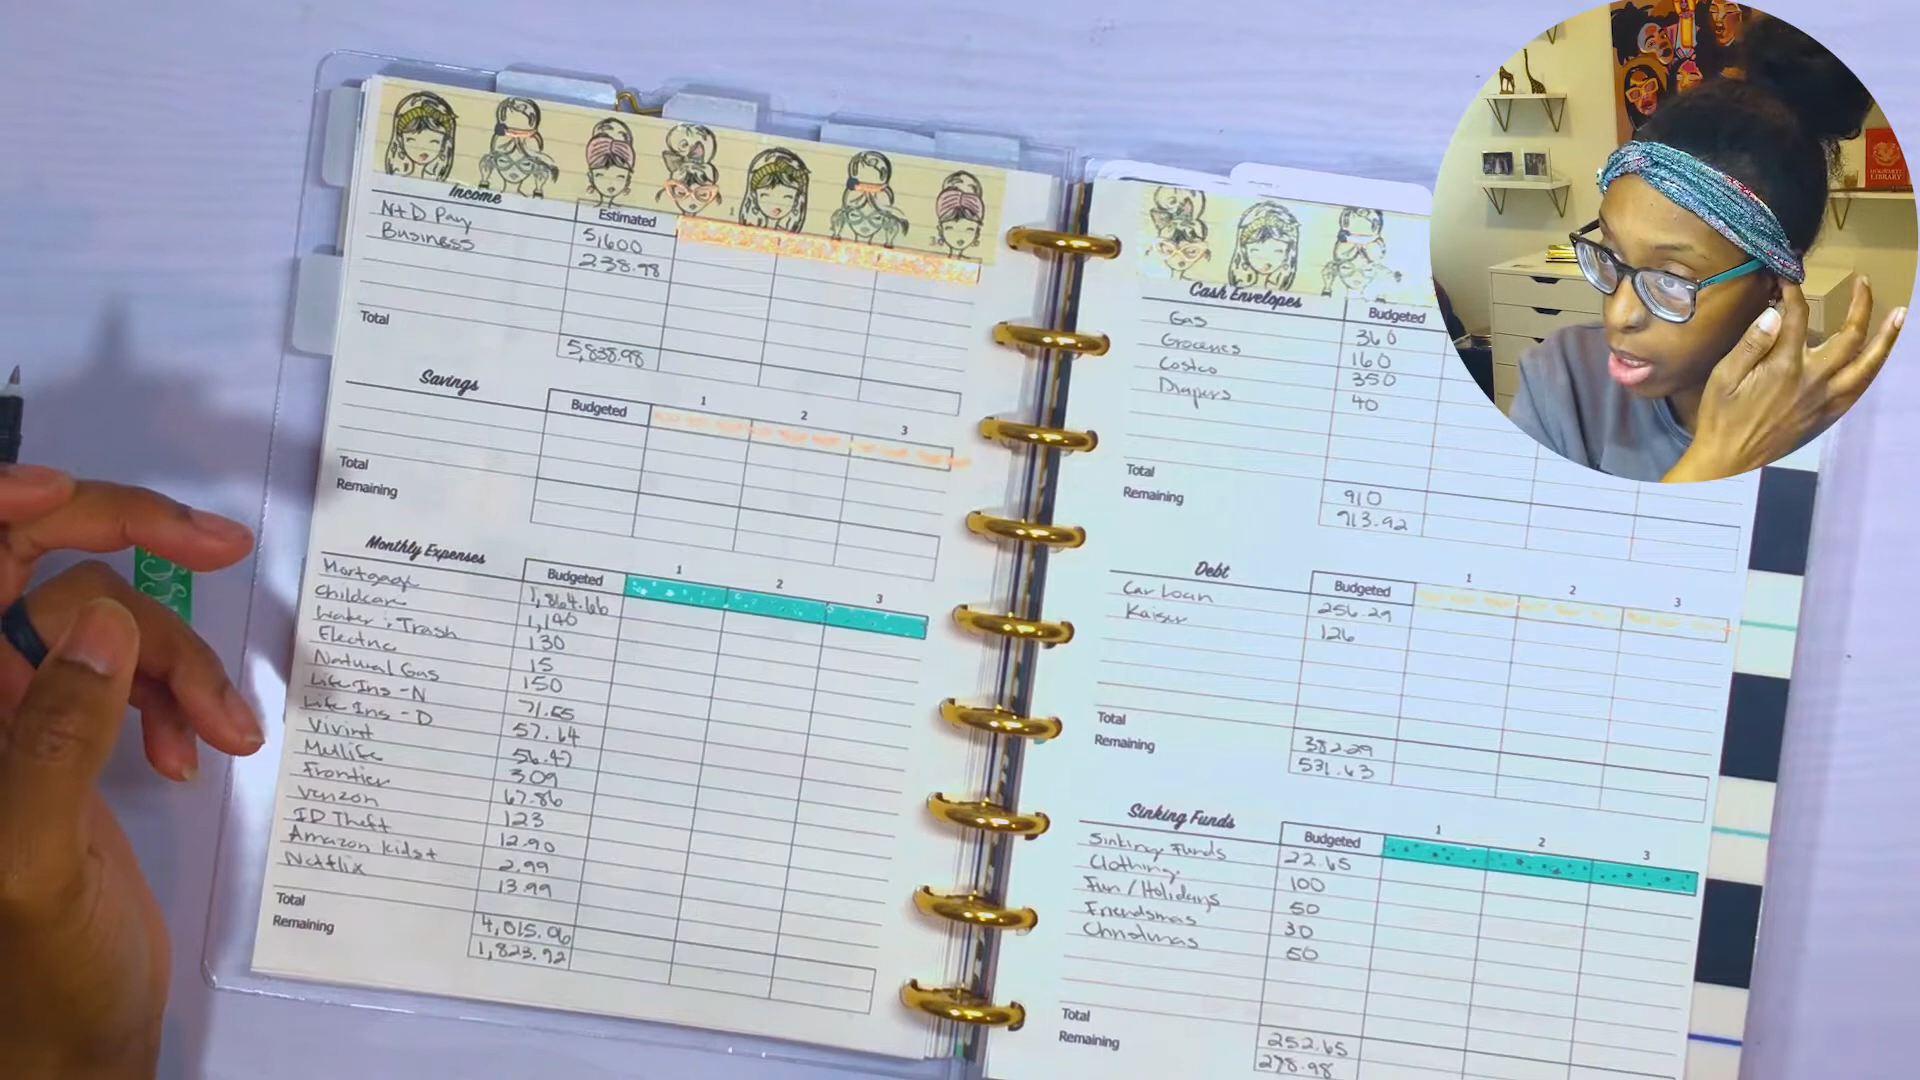 Income
Estimated
N+D Pay 5,600
Business 238.98
Total 5,838.98
Savings
Budgeted 1 2 3
Total
Remaining
Monthly Expenses
Budgeted 1 2 3
Mortgage 1,864.66
Childcare 1,140
Water : Trash 130
Electric 15
Natural Gas 150
Life Ins - N 71.55
Life Ins - D 57.64
Vivint 56.47
Metlife 3.09
Frontier 67.86
Verizon 123
ID Theft 12.90
Amazon Kids+ 2.99
Netflix 13.99
Total 4,015.06
Remaining 1,823.92
Cash Envelopes
Budgeted
Gas 360
Groceries 160
Costco 350
Diapers 40
Total 910
Remaining 913.92
Debt
Budgeted 1 2 3
Car Loan 256.29
Kaiser 126
Total 382.29
Remaining 531.63
Sinking Funds
Budgeted 1 2 3
Sinking Funds 22.65
Clothing 100
Fun / Holidays 50
Friendsmas 30
Christmas 50
Total 252.65
Remaining 278.98
LIBRARY